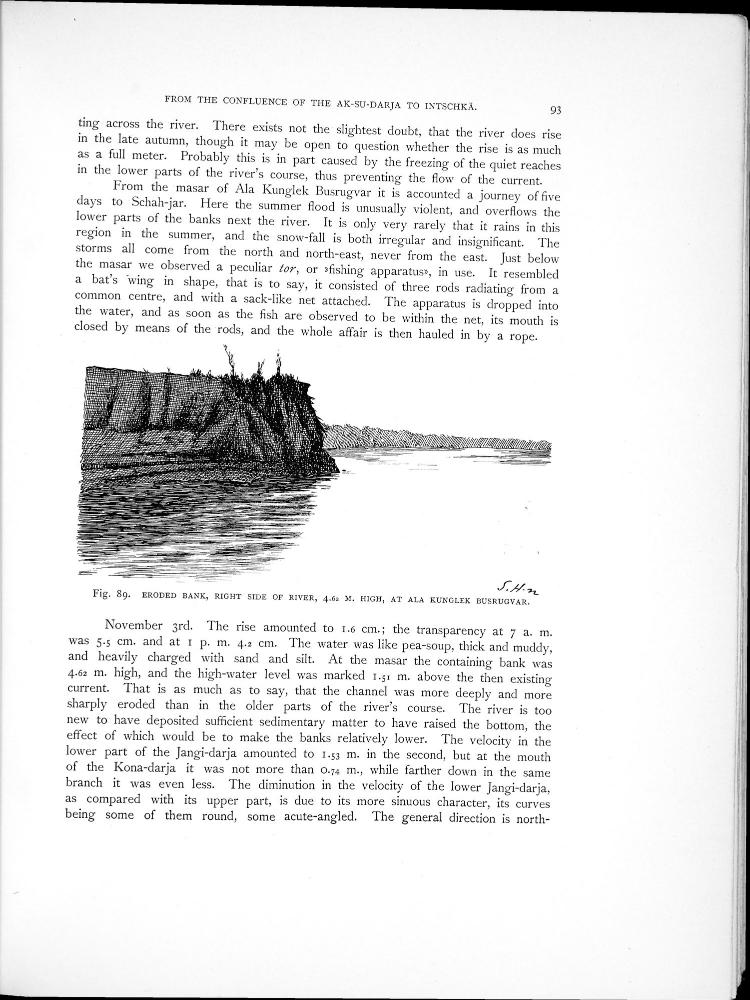 FROM THE CONFLUENCE OF THE AK-SU-DARJA TO INTSCHKÄ. 93
ting across the river. There exists not the slightest doubt, that the river does rise
in the late autumn, though it may be open to question whether the rise is as much
as a full meter. Probably this is in part caused by the freezing of the quiet reaches
in the lower parts of the river's course, thus preventing the flow of the current.
From the masar of Ala Kunglek Busrugvar it is accounted a journey of five
days to Schah-jar. Here the summer flood is unusually violent, and overflows the
lower parts of the banks next the river. It is only very rarely that it rains in this
region in the summer, and the snow-fall is both irregular and insignificant. The
storms all come from the north and north-east, never from the east. Just below
the masar we observed a peculiar tor, or »fishing apparatus», in use. It resembled
a bat's wing in shape, that is to say, it consisted of three rods radiating from a
common centre, and with a sack-like net attached. The apparatus is dropped into
the water, and as soon as the fish are observed to be within the net, its mouth is
closed by means of the rods, and the whole affair is then hauled in by a rope.
S. H-n
Fig. 89. ERODED BANK, RIGHT SIDE OF RIVER, 4.62 M. HIGH, AT ALA KUNGLEK BUSRUGVAR.
November 3rd. The rise amounted to 1.6 cm.; the transparency at 7 a. m.
was 5.5 cm. and at 1 p. m. 4.2 cm. The water was like pea-soup, thick and muddy,
and heavily charged with sand and silt. At the masar the containing bank was
4.62 m. high, and the high-water level was marked 1.51 m. above the then existing
current. That is as much as to say, that the channel was more deeply and more
sharply eroded than in the older parts of the river's course. The river is too
new to have deposited sufficient sedimentary matter to have raised the bottom, the
effect of which would be to make the banks relatively lower. The velocity in the
lower part of the Jangi-darja amounted to 1.53 m. in the second, but at the mouth
of the Kona-darja it was not more than 0.74 m., while farther down in the same
branch it was even less. The diminution in the velocity of the lower Jangi-darja,
as compared with its upper part, is due to its more sinuous character, its curves
being some of them round, some acute-angled. The general direction is north-